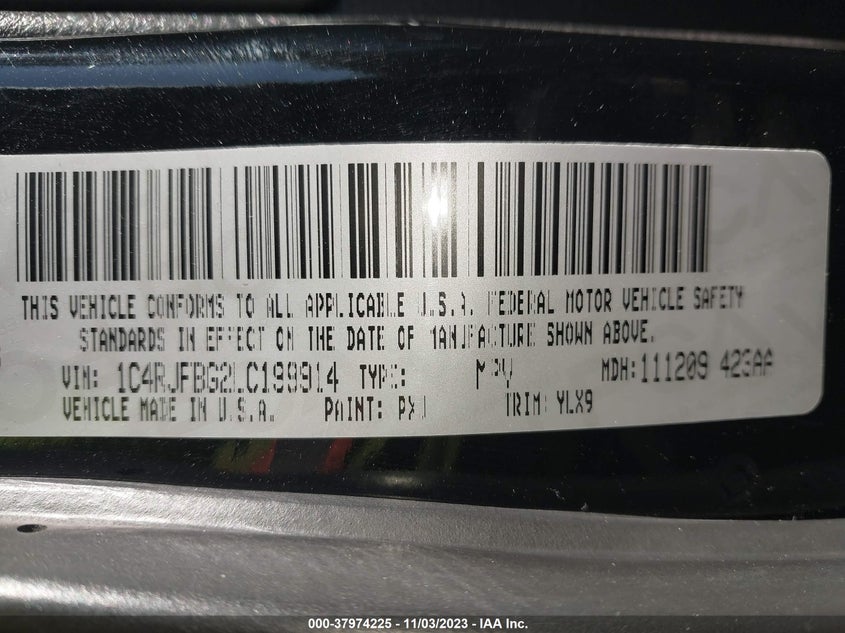 THIS VEHICLE CONFORMS TO ALL APPLICABLE U.S.A. FEDERAL MOTOR VEHICLE SAFETY
STANDARDS IN EFFECT ON THE DATE OF MANUFACTURE SHOWN ABOVE.
VIN: 1C4RJFBG2LC199914 TYPE: MPV MDH:111209 423AA
VEHICLE MADE IN U.S.A. PAINT: PXJ TRIM: YLX9
000-37974225 - 11/03/2023 - IAA Inc.